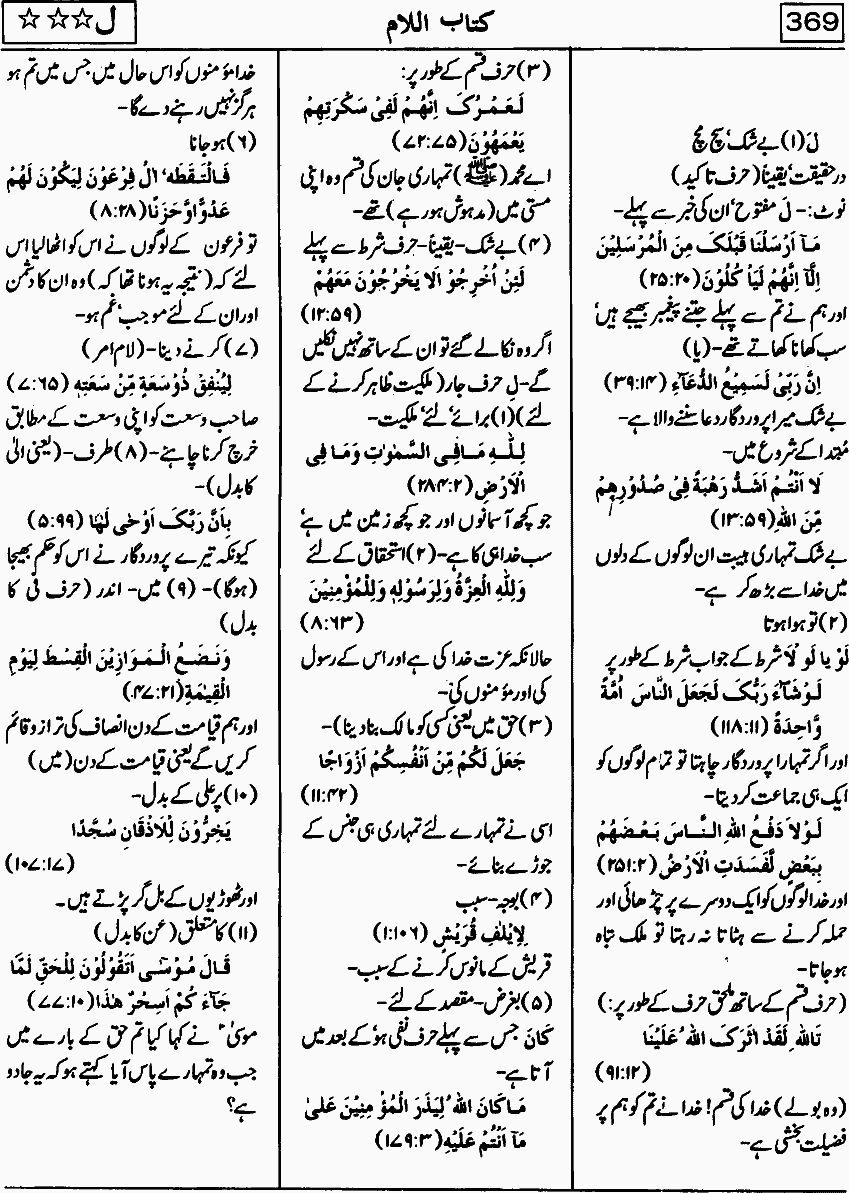 369
کتاب اللام
ل☆☆☆
لَ(۱)بے شک٬ سچ مچ
درحقیقت٬ یقیناً(حرف تاکید)
نوٹ:- لَ مفتوح٬ ان کی خبر سے پہلے-
مَآ اَرْسَلْنَا قَبْلَکَ مِنَ الْمُرْسَلِیْنَ
اِلَّآ اِنَّهُمْ لَیَاْ کُلُوْنَ(۲۵:۲۰)
اور ہم نے تم سے پہلے جتنے پیغمبر بھیجے ہیں٬
سب کھانا کھاتے تھے-(یا)
اِنَّ رَبِّیْ لَسَمِیْعُ الدُّعَآءِ (۳۹:۱۴)
بے شک میرا پروردگار دعا سننے والا ہے-
مبتدا کے شروع میں-
لَا اَنْتُمْ اَشَدُّ رَهْبَةً فِیْ صُدُوْرِهِمْ
مِّنَ اللهِ(۱۳:۵۹)
بے شک تمہاری ہیبت ان لوگوں کے دلوں
میں خدا سے بڑھ کر ہے-
(۲)تو ہوا ہوتا
لَوْ یا لَو لَا شرط کے جواب شرط کے طور پر
لَوْشَآءَ رَبُّکَ لَجَعَلَ النَّاسَ اُمَّةً
وَّاحِدَةً (۱۱۸:۱۱)
اور اگر تمہارا پروردگار چاہتا تو تمام لوگوں کو
ایک ہی جماعت کر دیتا-
لَوْلَا دَفْعُ اللهِ النَّاسَ بَعْضَهُمْ
بِبَعْضٍ لَّفَسَدَتِ الْاَرْضُ(۲۵۱:۲)
اور خدا لوگوں کو ایک دوسرے پر چڑھائی اور
حملہ کرنے سے ہٹاتا نہ رہتا تو ملک تباہ
ہو جاتا-
(حرف قسم کے ساتھ ملحق حرف کے طور پر:)
تَاللهِ لَقَدْ اٰثَرَکَ اللهُ عَلَیْنَا
(۹۱:۱۲)
(وہ بولے) خدا کی قسم! خدا نے تم کو ہم پر
فضیلت بخشی ہے-
(۳)حرف قسم کے طور پر:
لَعَمْرُکَ اِنَّهُمْ لَفِیْ سَکْرَتِهِمْ
یَعْمَهُوْنَ(۷۲:۷۵)
اے محمد(ﷺ) تمہاری جان کی قسم وہ اپنی
مستی میں(مدہوش ہو رہے) تھے-
(۴)بے شک-یقیناً-حرف شرط سے پہلے
لَئِنْ اُخْرِجُوْ الَا یَخْرُجُوْنَ مَعَهُمْ
(۱۲:۵۹)
اگر وہ نکالے گئے تو ان کے ساتھ نہیں نکلیں
گے-لِ حرف جار(ملکیت ظاہر کرنے کے
لئے)(۱)برائے٬ لئے٬ ملکیت-
لِلّٰهِ مَافِی السَّمٰوٰتِ وَمَا فِی
الْاَرْضِ(۲۸۴:۲)
جو کچھ آسمانوں اور جو کچھ زمین میں ہے٬
سب خدا ہی کا ہے-(۲)استحقاق کے لئے
وَلِلّٰهِ الْعِزَّةُ وَلِرَسُوْلِهٖ وَلِلْمُؤْمِنِیْنَ
(۸:۶۳)
حالانکہ عزت خدا کی ہے اور اس کے رسول
کی اور مؤمنوں کی-
(۳)حق میں یعنی کسی کو مالک بنا دینا)-
جَعَلَ لَکُمْ مِّنْ اَنْفُسِکُمْ اَزْوَاجًا
(۱۱:۴۲)
اسی نے تمہارے لئے تمہاری ہی جنس کے
جوڑے بنائے-
(۴)بوجہ-سبب
لِاِیْلٰفِ قُرَیْشٍ (۱:۱۰۶)
قریش کے مانوس کرنے کے سبب-
(۵)بغرض-مقصد کے لئے-
کَانَ جس سے پہلے حرف نفی ہو٬ کے بعد میں
آتا ہے-
مَاکَانَ اللهُ لِیَذَرَ الْمُؤْ مِنِیْنَ عَلیٰ
مَآ اَنْتُمْ عَلَیْهِ(۱۷۹:۳)
خدا مؤمنوں کو اس حال میں جس میں تم ہو
ہرگز نہیں رہنے دے گا-
(۶)ہو جانا
فَالْتَقَطَهٗ اٰلُ فِرْعَوْنَ لِیَکُوْنَ لَهُمْ
عَدُوًّا وَّحَزَنًا(۸:۲۸)
تو فرعون کے لوگوں نے اس کو اٹھا لیا اس
لئے کہ(نتیجہ یہ ہونا تھا کہ)وہ ان کا دشمن
اور ان کے لئے موجب غم ہو-
(۷)کرنے دینا-(لام امر)
لِیُنْفِقْ ذُوْسَعَةٍ مِّنْ سَعَتِهٖ(۷:۶۵)
صاحب وسعت کو اپنی وسعت کے مطابق
خرچ کرنا چاہئے-(۸)طرف-(یعنی الیٰ
کا بدل)-
بِاَنَّ رَبَّکَ اَوْحٰی لَهَا (۵:۹۹)
کیونکہ تیرے پروردگار نے اس کو حکم بھیجا
(ہوگا)-(۹)میں- اندر (حرف فی کا
بدل)
وَنَضَعُ الْمَوَازِیْنَ الْقِسْطَ لِیَوْمِ
الْقِیٰمَةِ(۴۷:۲۱)
اور ہم قیامت کے دن انصاف کی ترازو قائم
کریں گے یعنی قیامت کے دن(میں)
(۱۰)پر علی کے بدل-
یَخِرُّوْنَ لِلْاَذْقَانِ سُجَّدًا
(۱۰۷:۱۷)
اور ٹھوڑیوں کے بل گر پڑتے ہیں-
(۱۱)کا متعلق(عن کا بدل)
قَالَ مُوْسٰی اَتَقُوْلُوْنَ لِلْحَقِّ لَمَّا
جَآءَ کُمْ اَسِحْرٌ هٰذَا(۷۷:۱۰)
موسیٰؑ نے کہا کیا تم حق کے بارے میں
جب وہ تمہارے پاس آیا کہتے ہو کہ یہ جادو
ہے؟